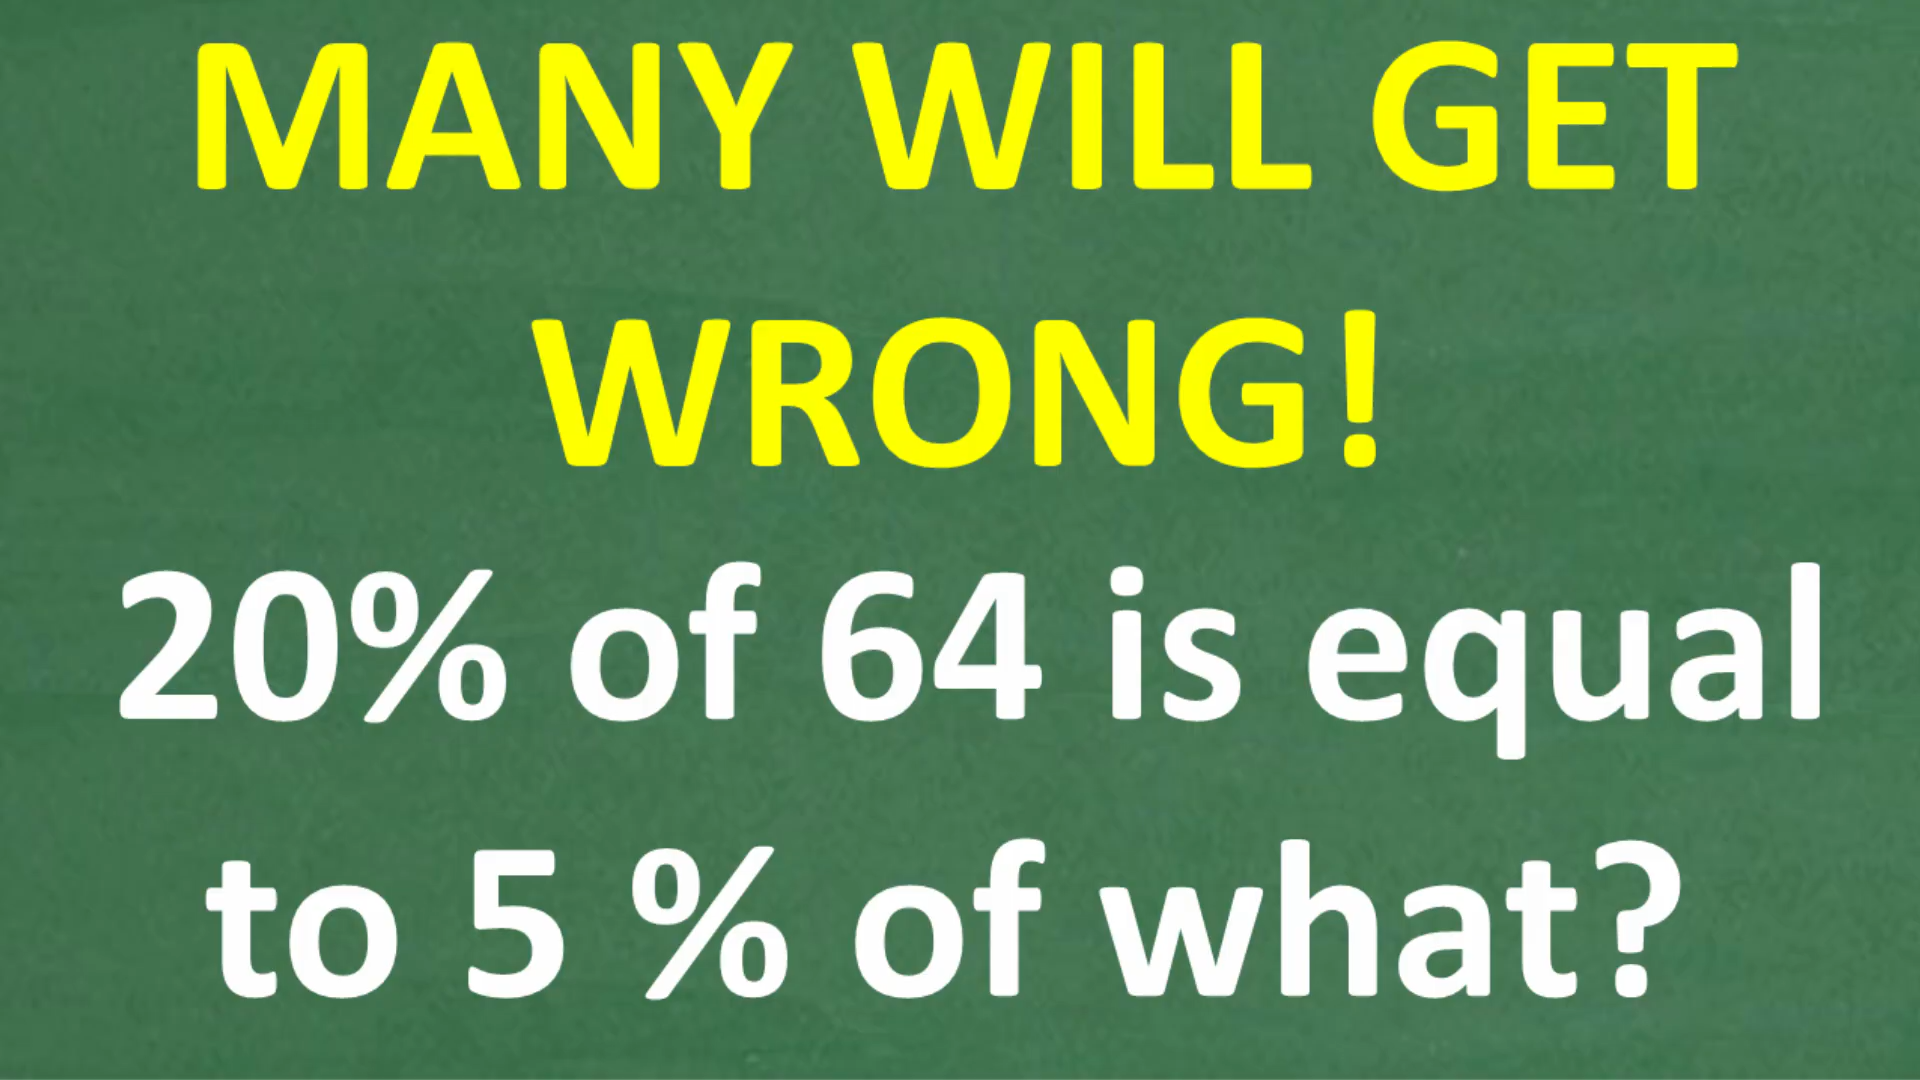 MANY WILL GET
WRONG!
20% of 64 is equal
to 5 % of what?